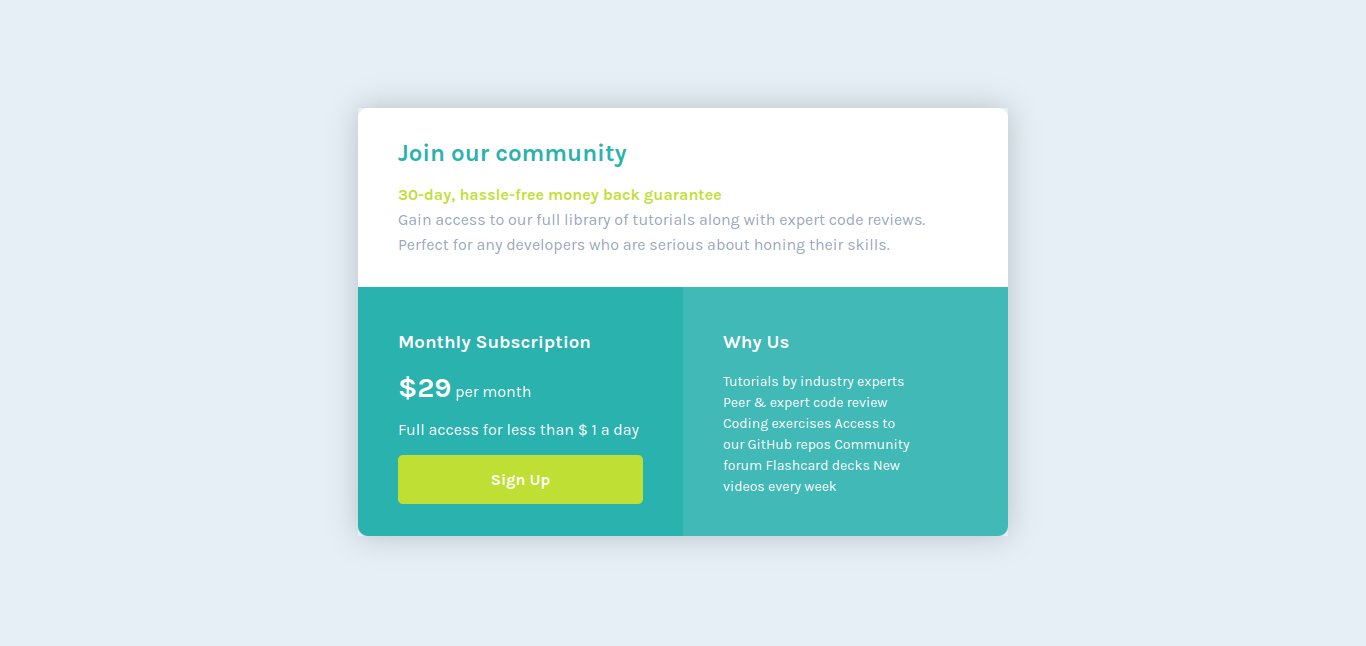 Join our community
30-day, hassle-free money back guarantee
Gain access to our full library of tutorials along with expert code reviews.
Perfect for any developers who are serious about honing their skills.
Monthly Subscription
$29 per month
Full access for less than $ 1 a day
Sign Up
Why Us
Tutorials by industry experts
Peer & expert code review
Coding exercises Access to
our GitHub repos Community
forum Flashcard decks New
videos every week